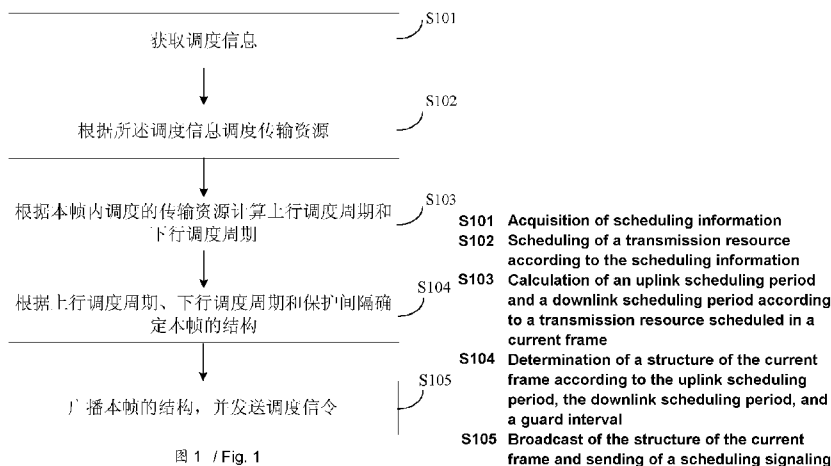 获取调度信息
S101
根据所述调度信息调度传输资源
S102
根据本帧内调度的传输资源计算上行调度周期和
下行调度周期
S103
根据上行调度周期、下行调度周期和保护间隔确
定本帧的结构
S104
广播本帧的结构，并发送调度信令
S105
图 1 / Fig. 1
S101 Acquisition of scheduling information
S102 Scheduling of a transmission resource
according to the scheduling information
S103 Calculation of an uplink scheduling period
and a downlink scheduling period according
to a transmission resource scheduled in a
current frame
S104 Determination of a structure of the current
frame according to the uplink scheduling
period, the downlink scheduling period, and
a guard interval
S105 Broadcast of the structure of the current
frame and sending of a scheduling signaling